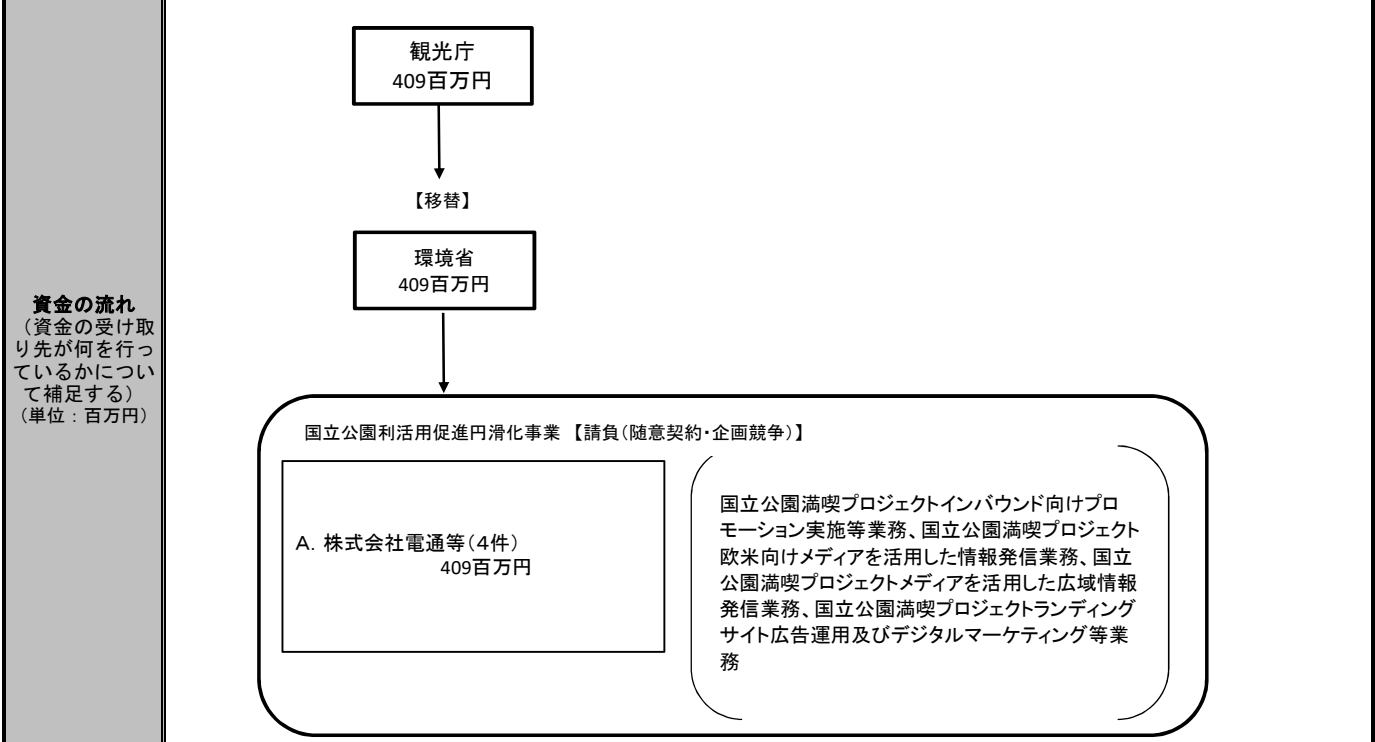 観光庁
409百万円
【移替】
環境省
409百万円
資金の流れ
（資金の受け取
り先が何を行っ
ているかについ
て補足する）
（単位：百万円）
国立公園利活用促進円滑化事業 【請負（随意契約・企画競争）】
A．株式会社電通等（4件）
409百万円
国立公園満喫プロジェクトインバウンド向けプロ
モーション実施等業務、国立公園満喫プロジェクト
欧米向けメディアを活用した情報発信業務、国立
公園満喫プロジェクトメディアを活用した広域情報
発信業務、国立公園満喫プロジェクトランディング
サイト広告運用及びデジタルマーケティング等業
務